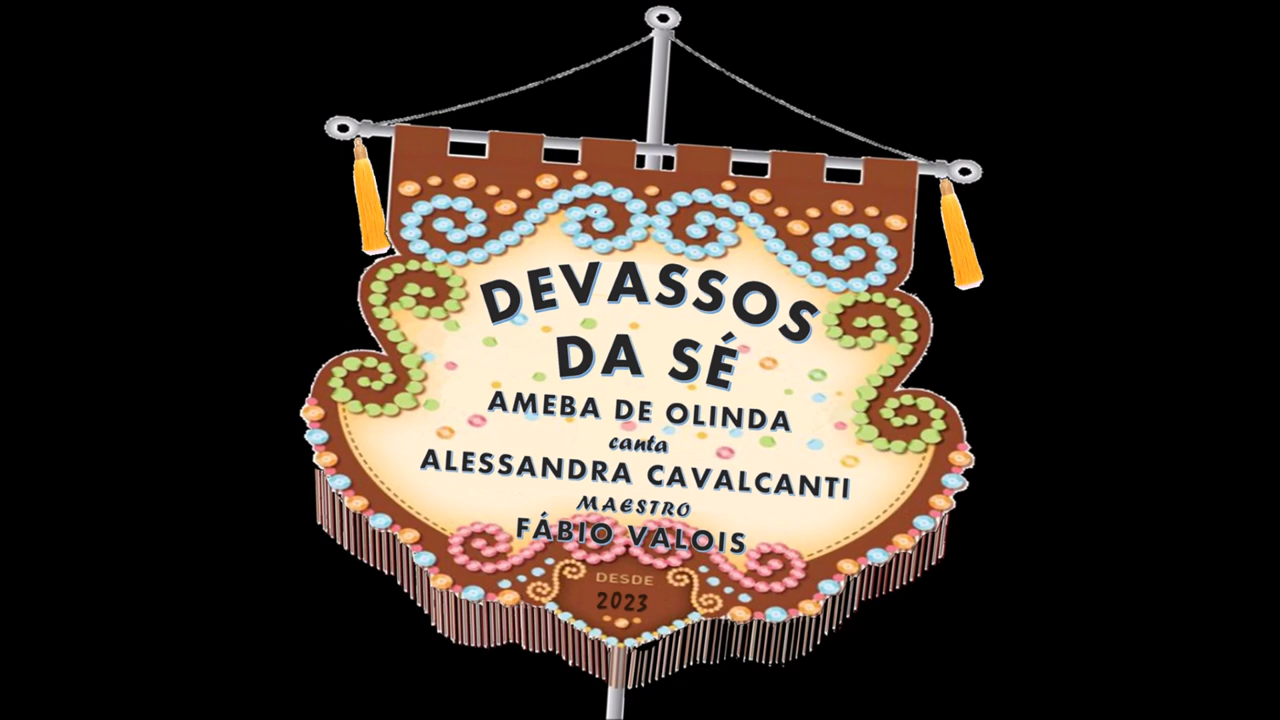 DEVASSOS
DA SÉ
AMEBA DE OLINDA
canta
ALESSANDRA CAVALCANTI
MAESTRO
FÁBIO VALOIS
DESDE
2023